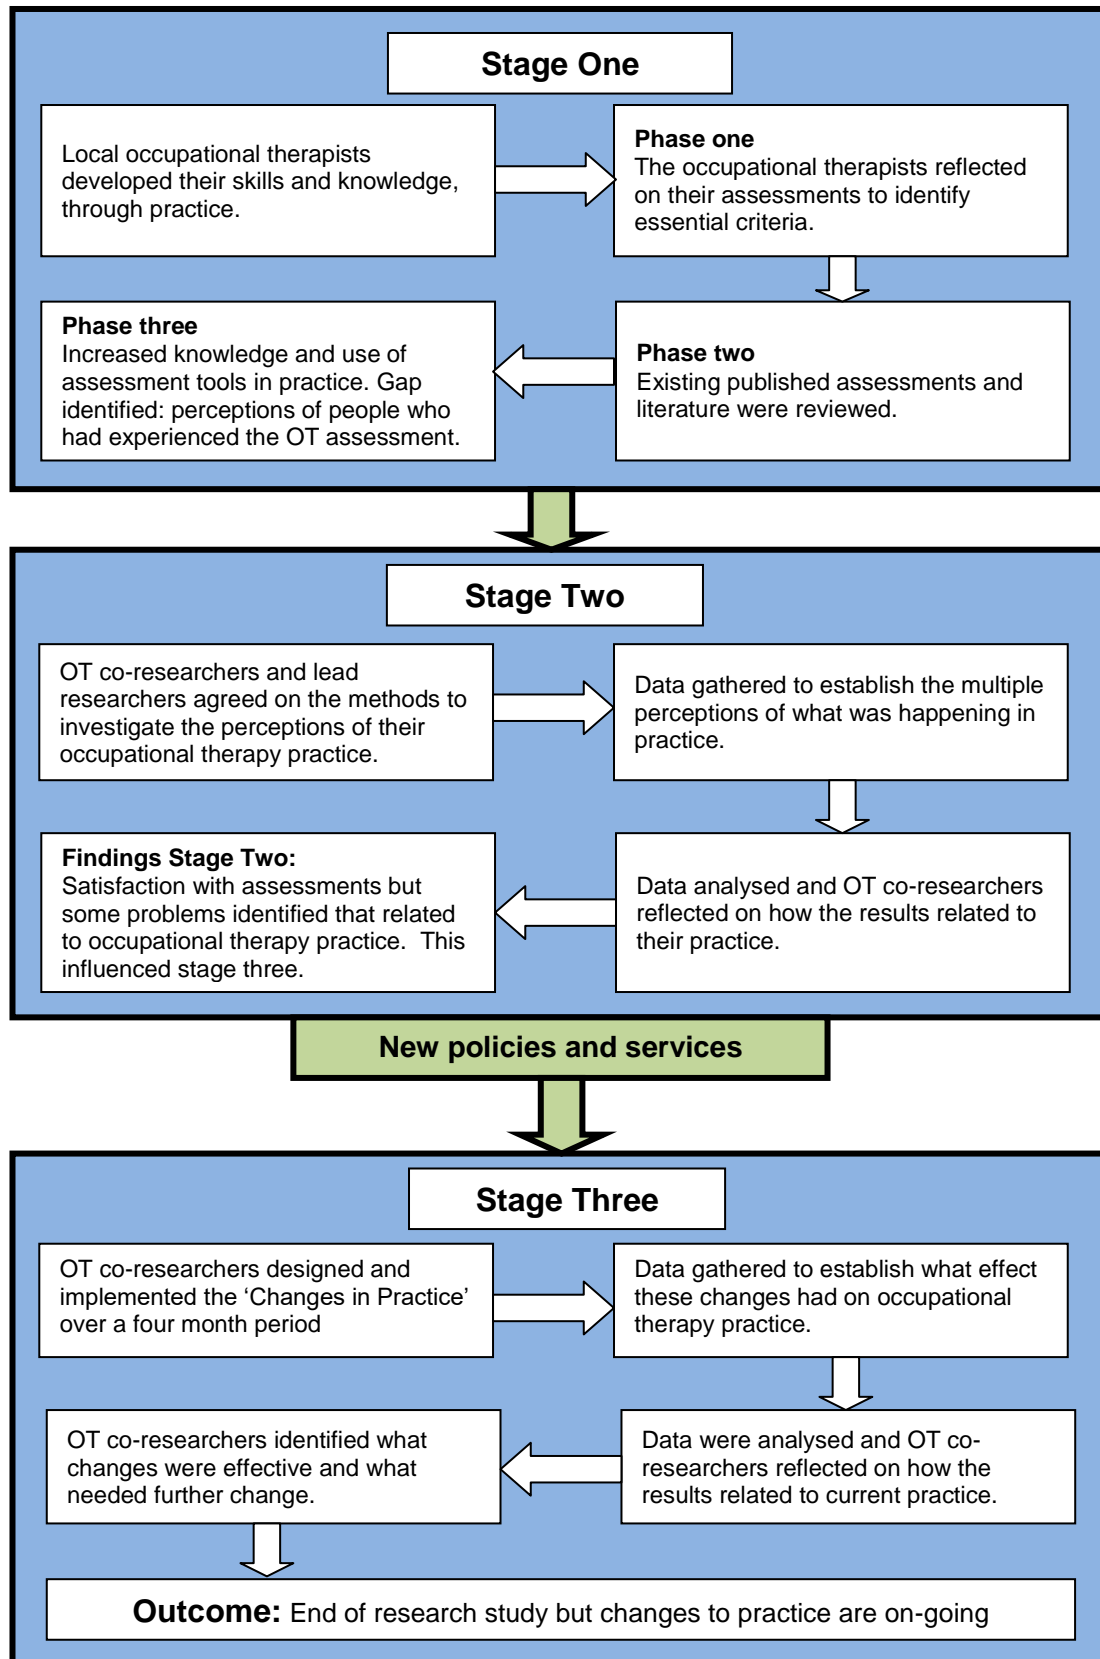 Stage One
Local occupational therapists
developed their skills and knowledge,
through practice.
Phase one
The occupational therapists reflected
on their assessments to identify
essential criteria.
Phase three
Increased knowledge and use of
assessment tools in practice. Gap
identified: perceptions of people who
had experienced the OT assessment.
Phase two
Existing published assessments and
literature were reviewed.
Stage Two
OT co-researchers and lead
researchers agreed on the methods to
investigate the perceptions of their
occupational therapy practice.
Data gathered to establish the multiple
perceptions of what was happening in
practice.
Findings Stage Two:
Satisfaction with assessments but
some problems identified that related
to occupational therapy practice.  This
influenced stage three.
Data analysed and OT co-researchers
reflected on how the results related to
their practice.
New policies and services
Stage Three
OT co-researchers designed and
implemented the ‘Changes in Practice’
over a four month period
Data gathered to establish what effect
these changes had on occupational
therapy practice.
OT co-researchers identified what
changes were effective and what
needed further change.
Data were analysed and OT co-
researchers reflected on how the
results related to current practice.
Outcome: End of research study but changes to practice are on-going